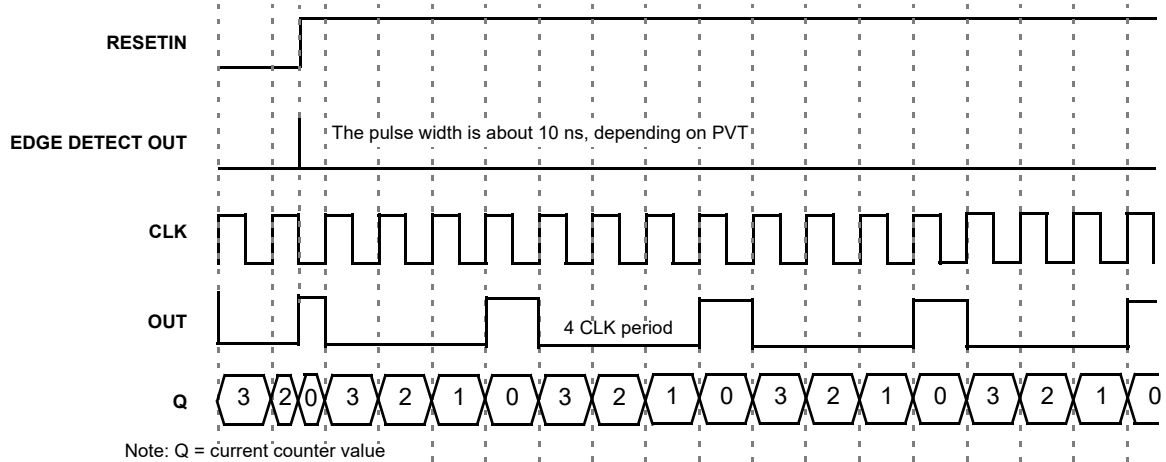 RESETIN
EDGE DETECT OUT
The pulse width is about 10 ns, depending on PVT
CLK
OUT
4 CLK period
Q
3 2 0 3 2 1 0 3 2 1 0 3 2 1 0 3 2 1 0
Note: Q = current counter value